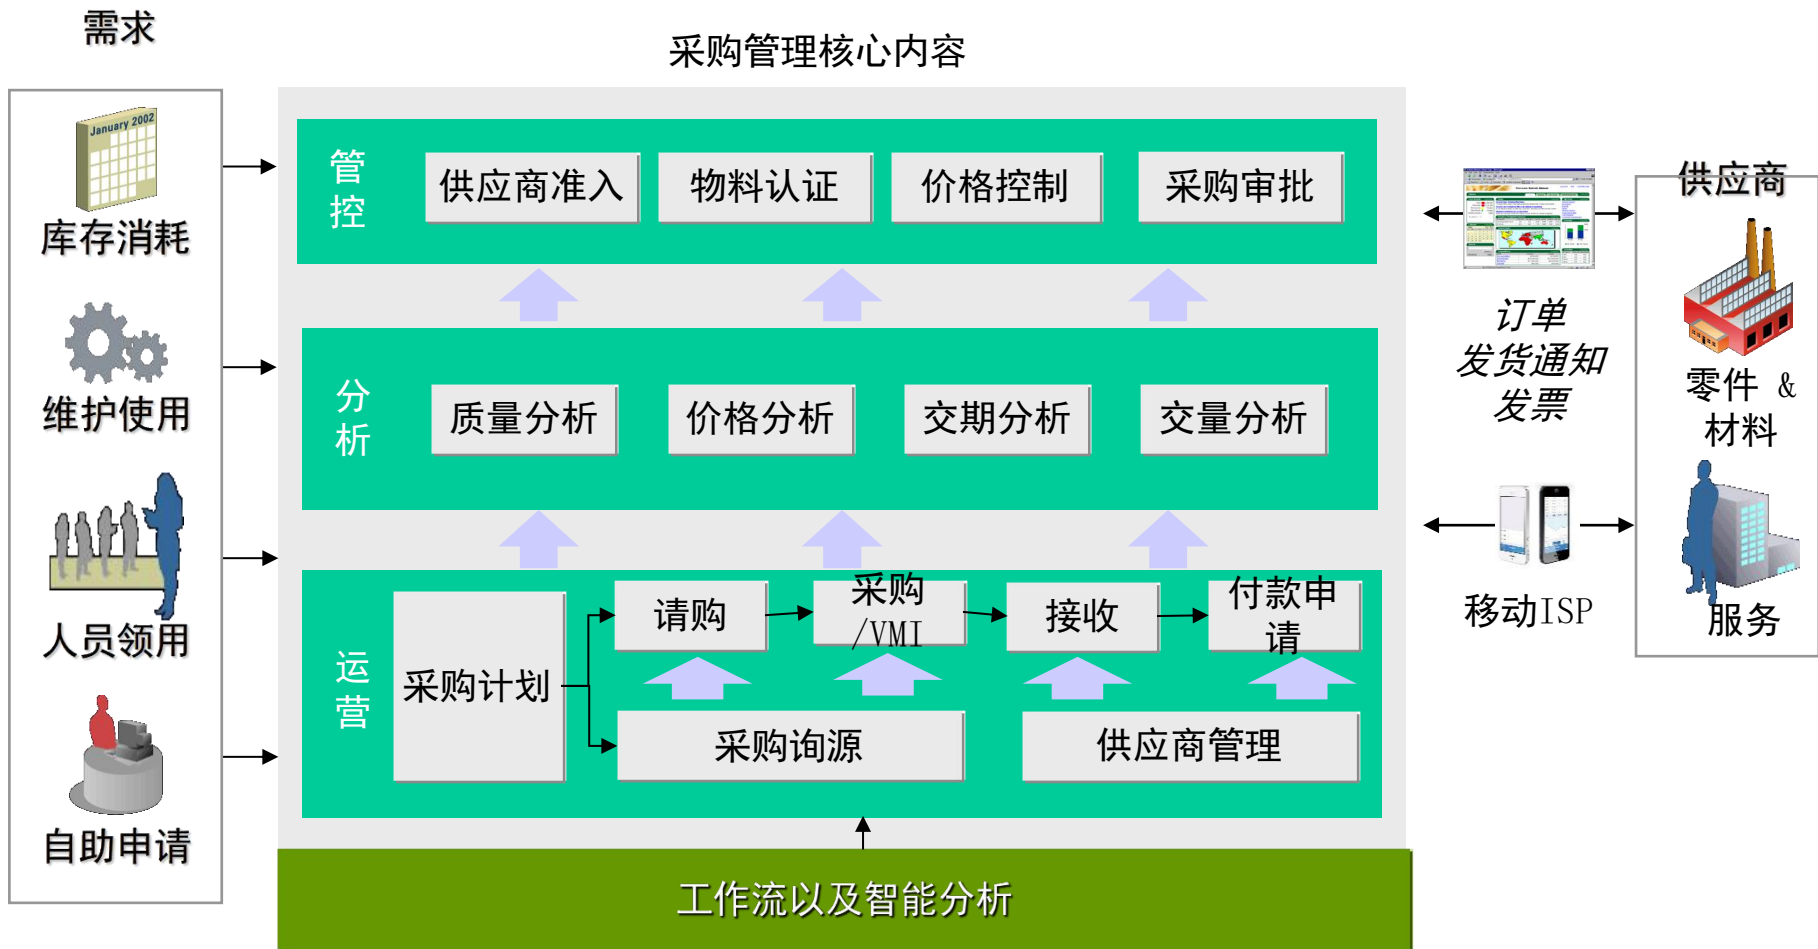 需求
采购管理核心内容
January 2002
库存消耗
维护使用
人员领用
自助申请
管
控
供应商准入
物料认证
价格控制
采购审批
分
析
质量分析
价格分析
交期分析
交量分析
运
营
采购计划
请购
采购
/VMI
接收
付款申
请
采购询源
供应商管理
工作流以及智能分析
订单
发货通知
发票
移动ISP
供应商
零件 &
材料
服务